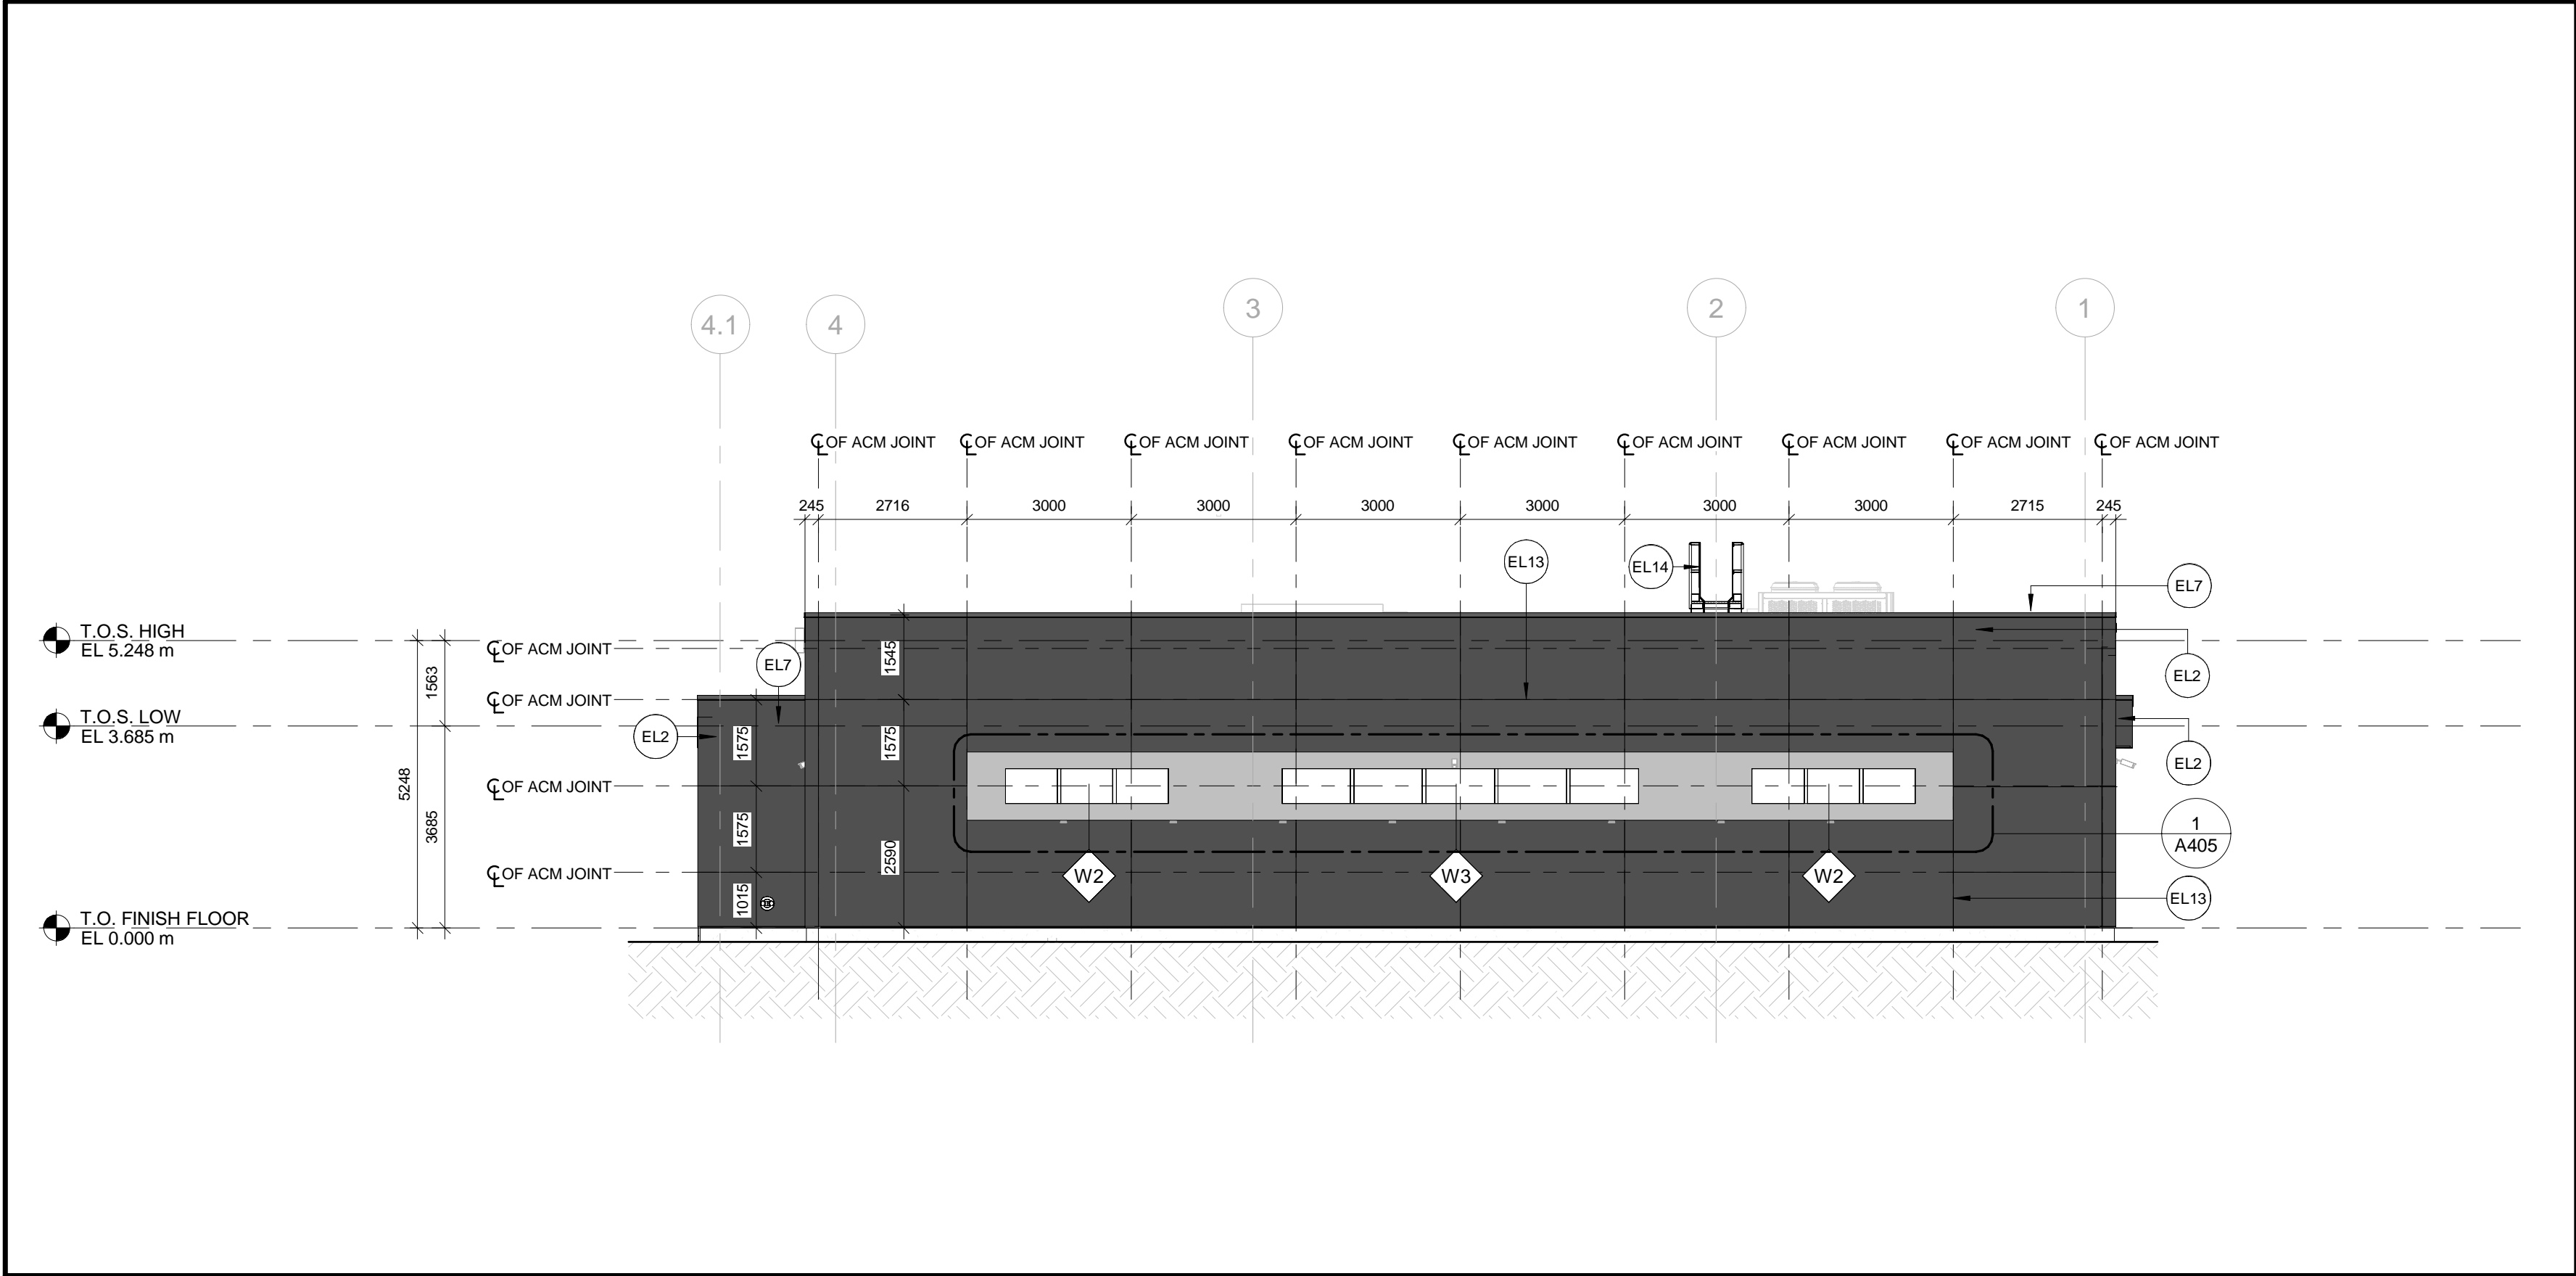 4.1
4
3
2
1
℄ OF ACM JOINT
℄ OF ACM JOINT
℄ OF ACM JOINT
℄ OF ACM JOINT
℄ OF ACM JOINT
℄ OF ACM JOINT
℄ OF ACM JOINT
℄ OF ACM JOINT
℄ OF ACM JOINT
245
2716
3000
3000
3000
3000
3000
3000
2715
245
EL13
EL14
EL7
T.O.S. HIGH
EL 5.248 m
℄ OF ACM JOINT
EL7
1545
EL2
1563
℄ OF ACM JOINT
T.O.S. LOW
EL 3.685 m
EL2
1575
1575
EL2
5248
3685
℄ OF ACM JOINT
1575
2590
1
A405
℄ OF ACM JOINT
W2
W3
W2
1015
EL13
T.O. FINISH FLOOR
EL 0.000 m